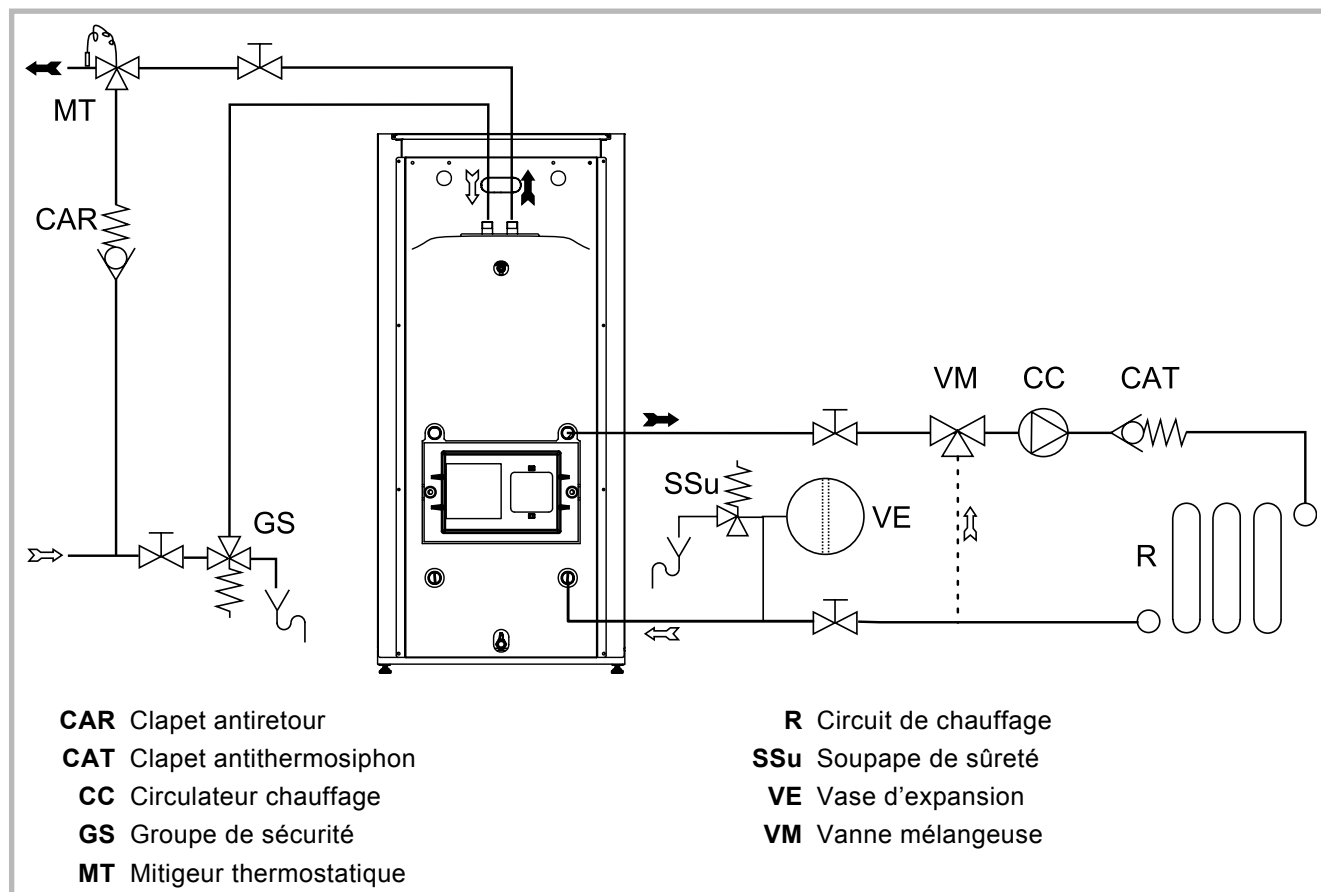 MT
CAR
GS
VM CC CAT
SSu
VE
R
CAR Clapet antiretour
CAT Clapet antithermosiphon
CC Circulateur chauffage
GS Groupe de sécurité
MT Mitigeur thermostatique
R Circuit de chauffage
SSu Soupape de sûreté
VE Vase d'expansion
VM Vanne mélangeuse